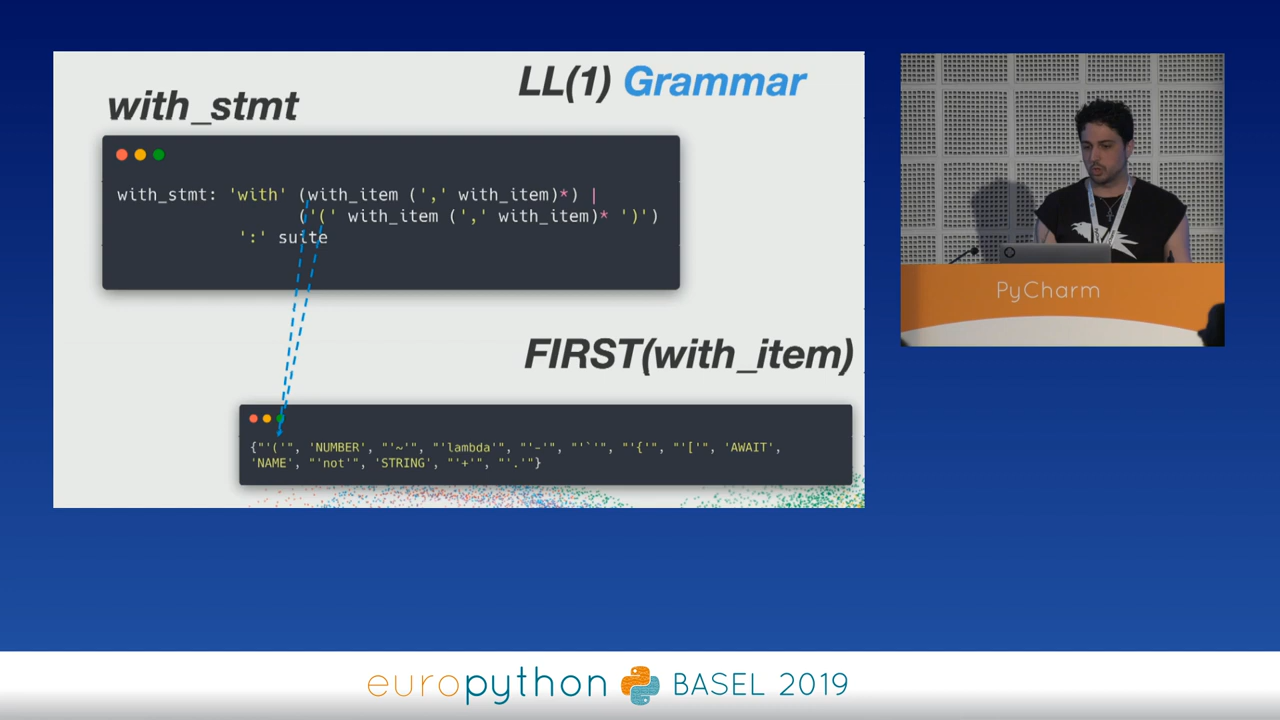 LL(1) Grammar
with_stmt
with_stmt: 'with' (with_item (',' with_item)*) |
('(' with_item (',' with_item)* ')')
':' suite
FIRST(with_item)
{"'('", 'NUMBER', "'~'", "'lambda'", "'-'", "'`'", "'{'", "'['", 'AWAIT',
'NAME', "'not'", 'STRING', "'+'", "'.'"}
PyCharm
europython BASEL 2019